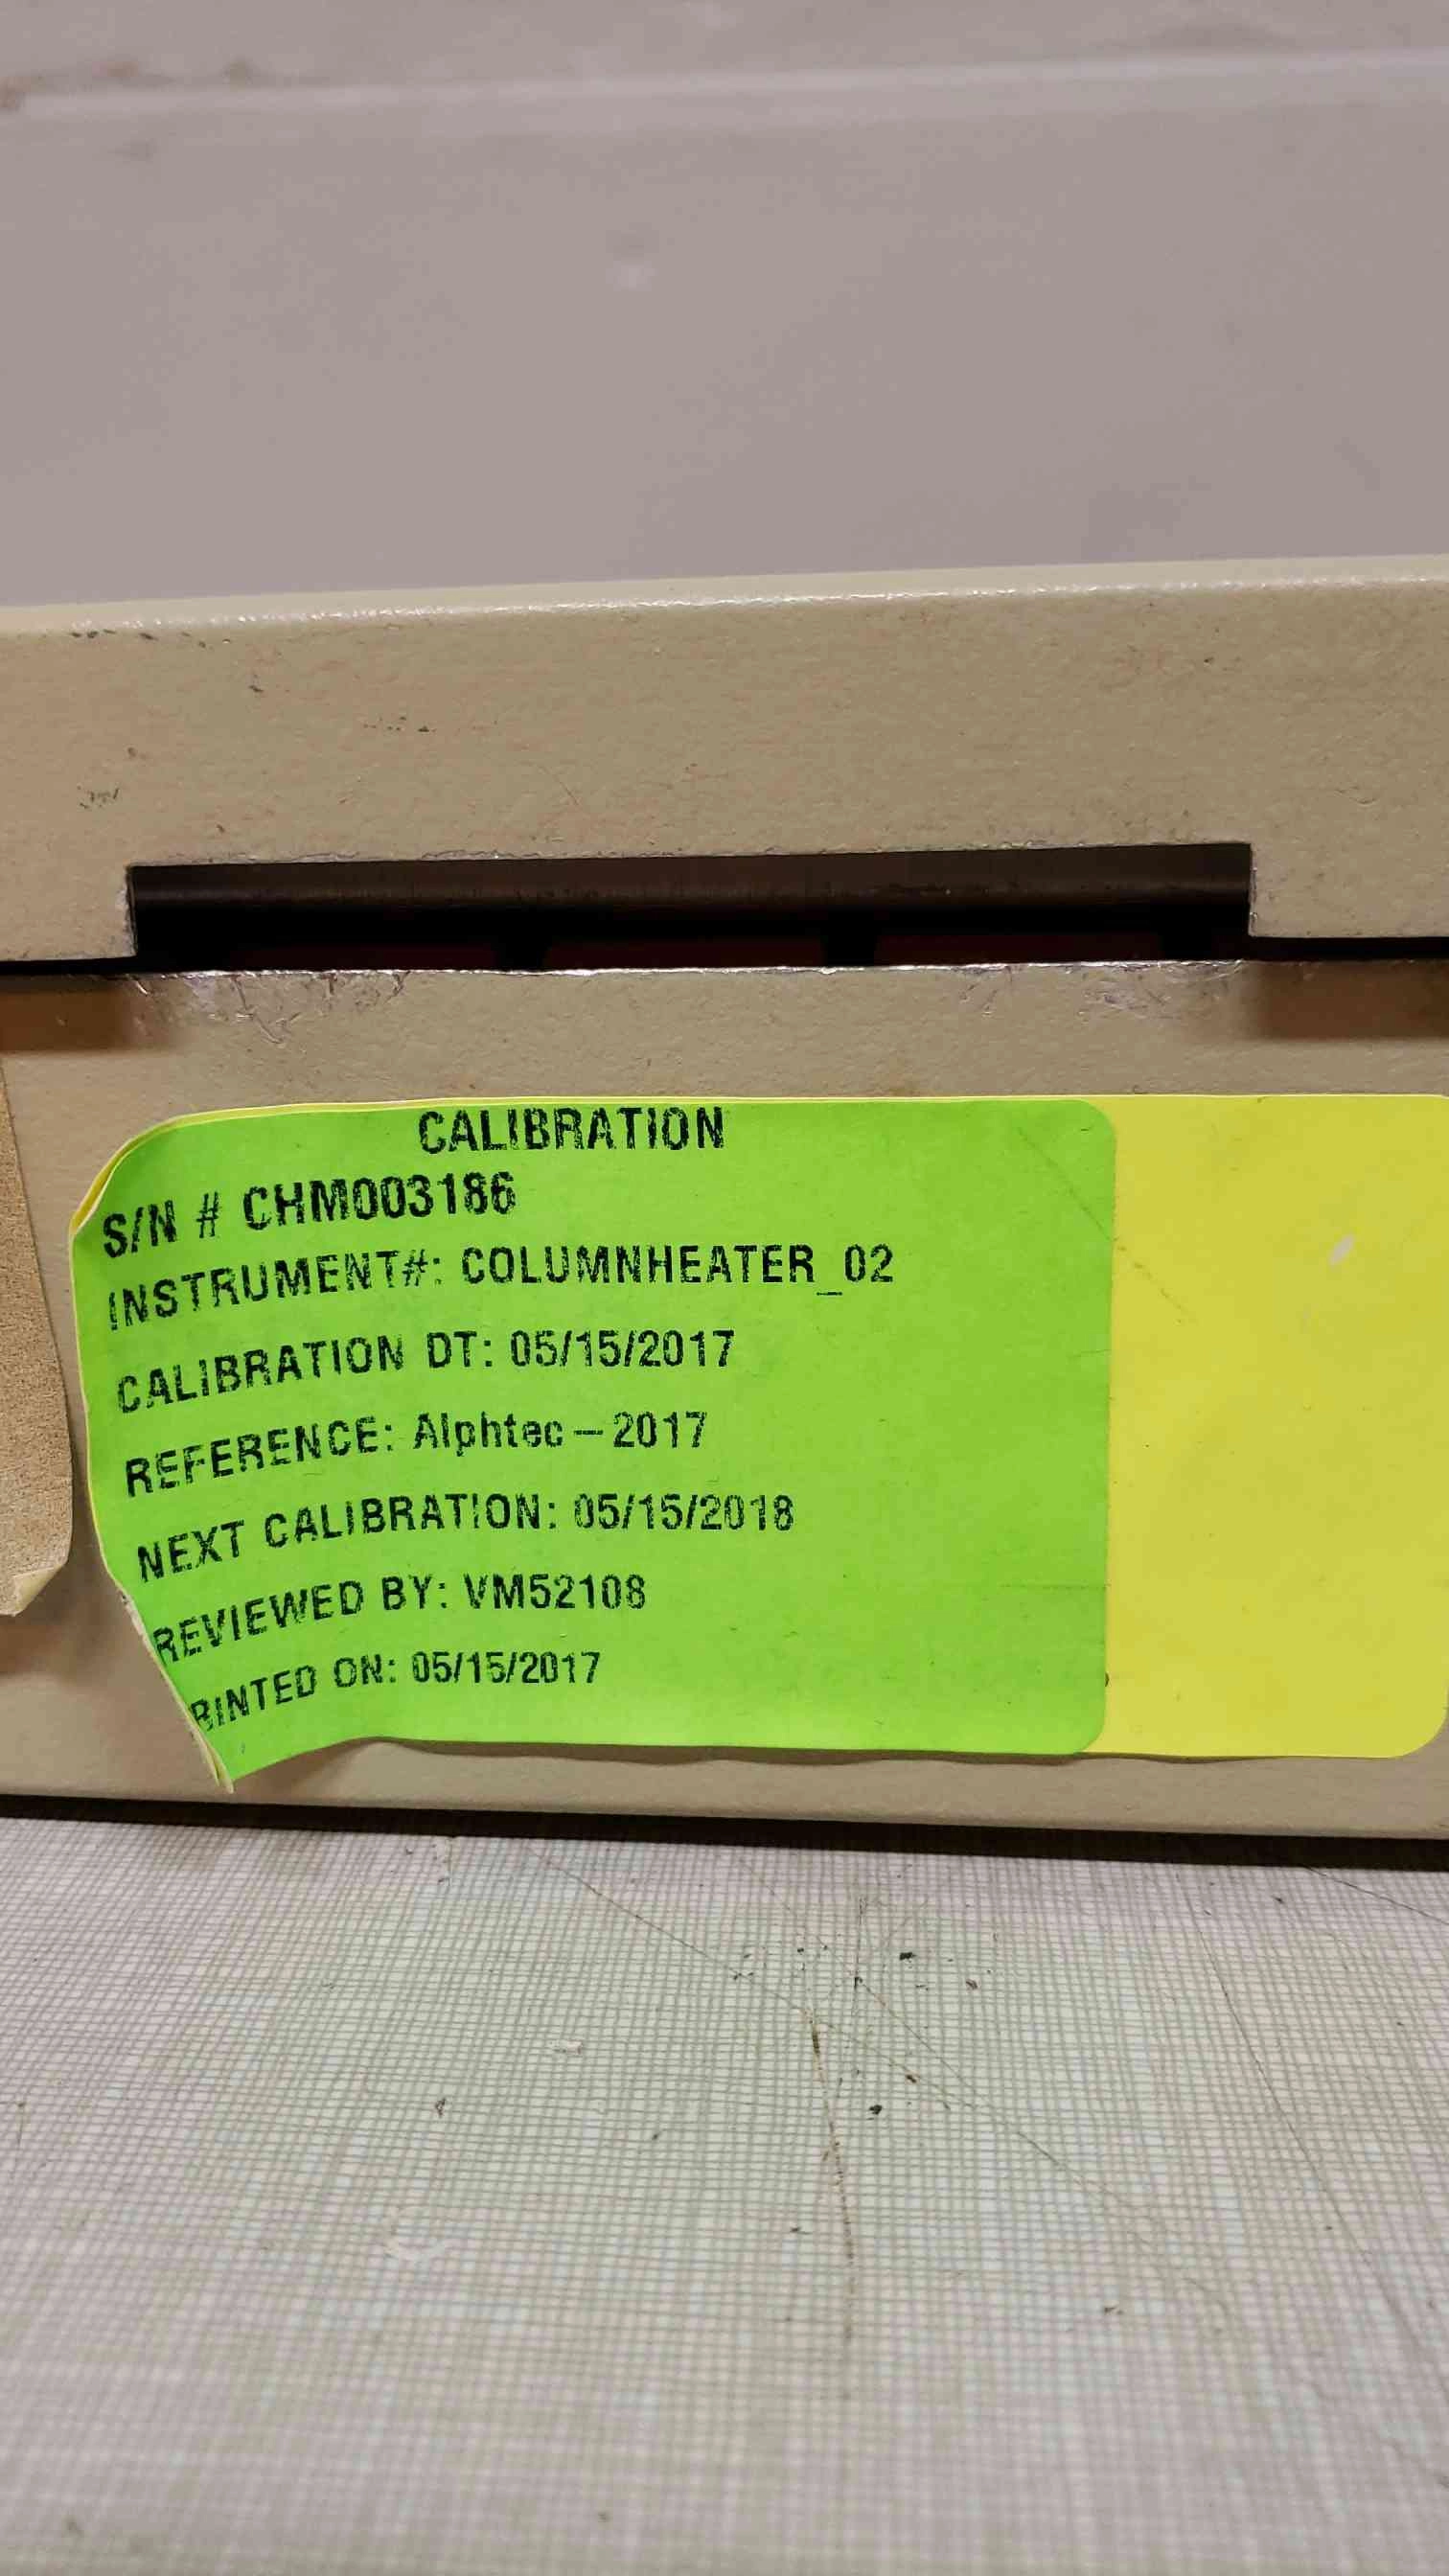 CALIBRATION
S/N # CHM003186
INSTRUMENT#: COLUMNHEATER_02
CALIBRATION DT: 05/15/2017
REFERENCE: Alphtec-2017
NEXT CALIBRATION: 05/15/2018
REVIEWED BY: VM52108
RINTED ON: 05/15/2017